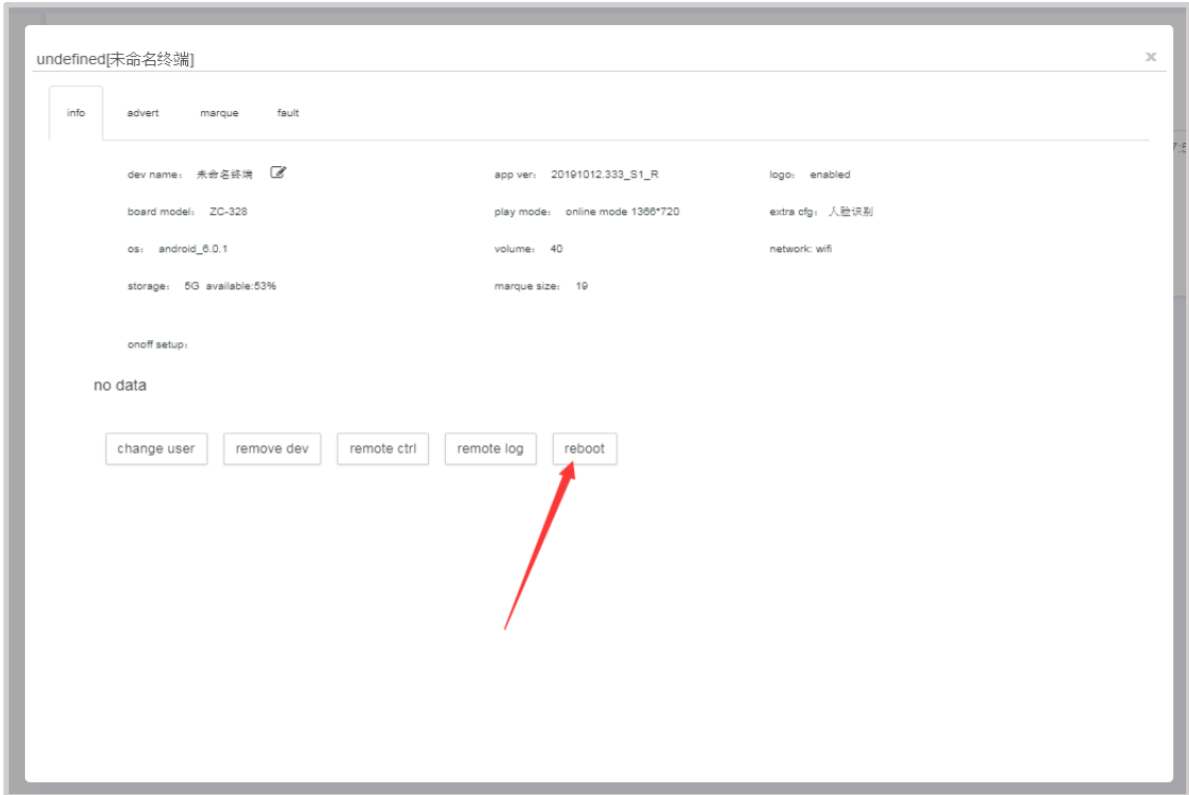 undefined[未命名终端]
×
info advert marque fault
dev name： 未命名终端 app ver： 20191012.333_S1_R logo： enabled
board model： ZC-328 play mode： online mode 1366*720 extra cfg： 人脸识别
os： android_6.0.1 volume： 40 network: wifi
storage： 5G available:53% marque size： 19
onoff setup：
no data
change user remove dev remote ctrl remote log reboot